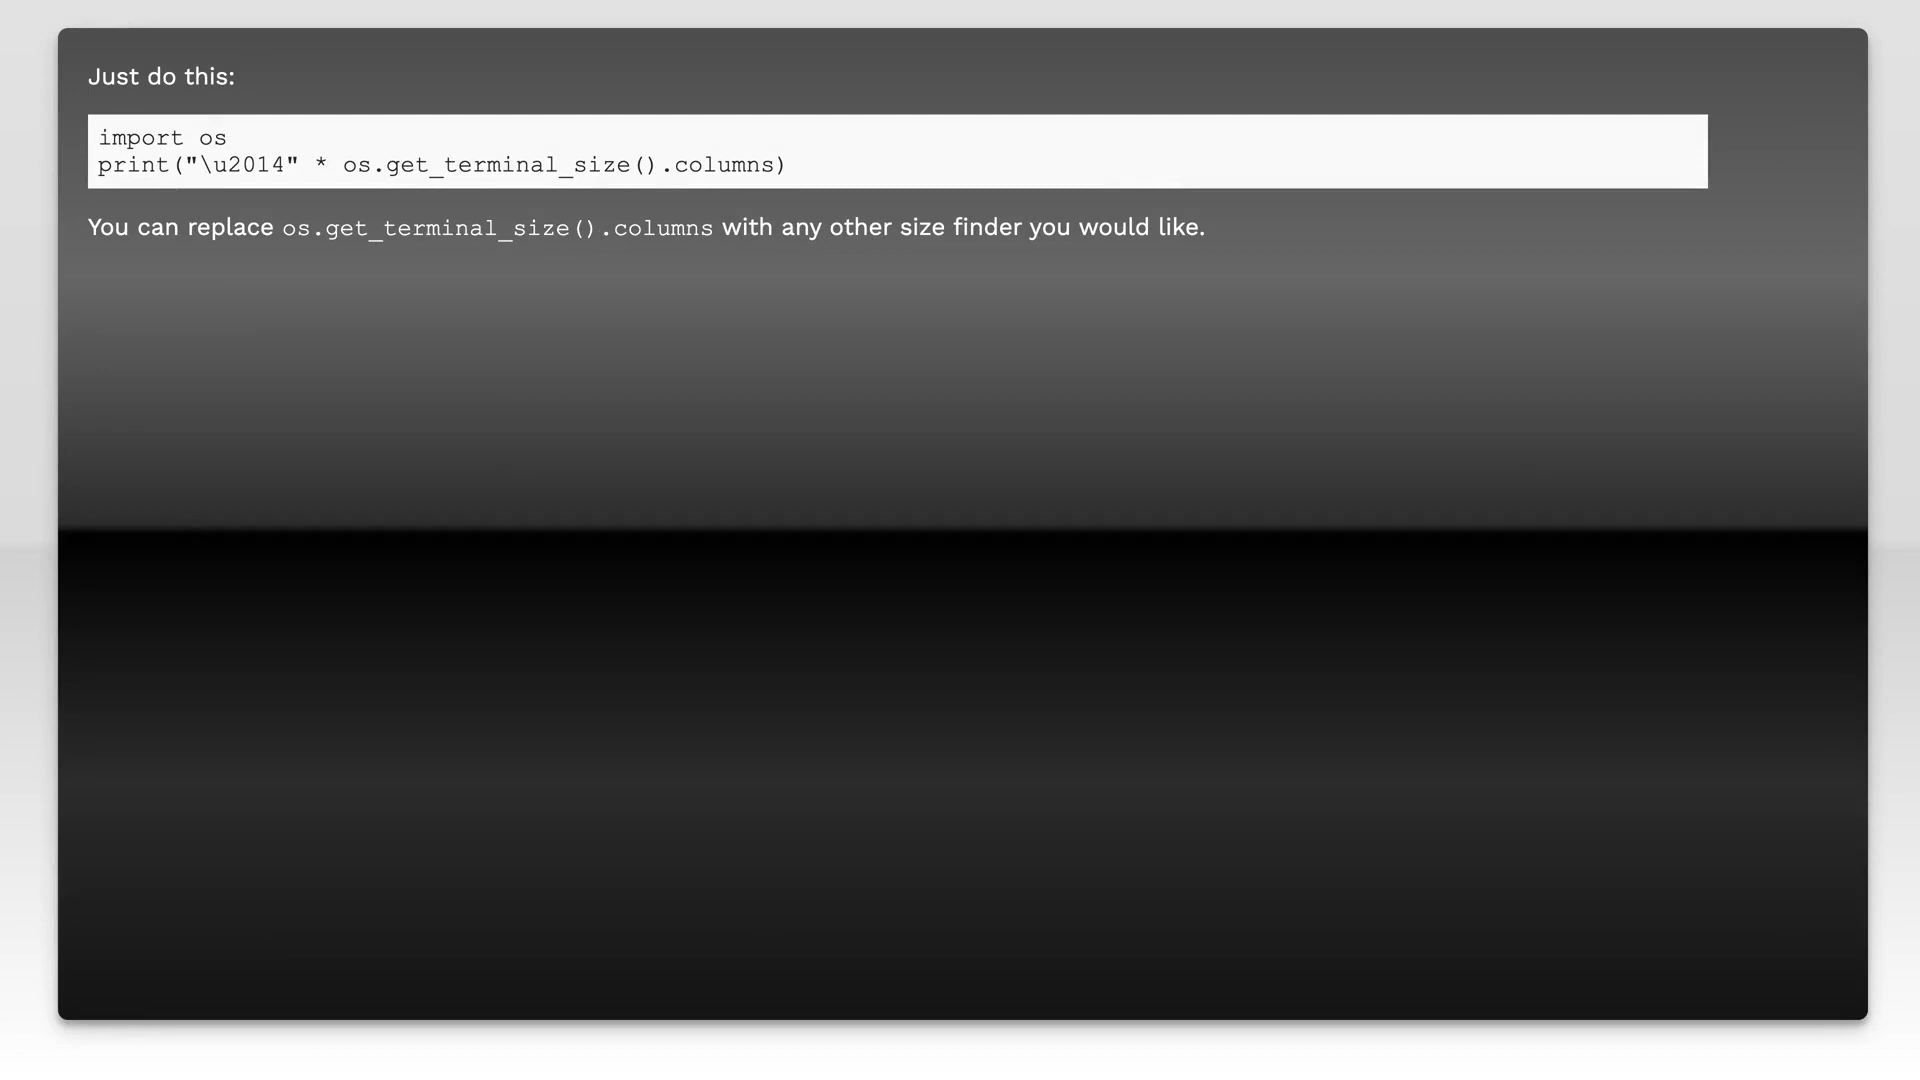 Just do this:
import os
print("\u2014" * os.get_terminal_size().columns)
You can replace os.get_terminal_size().columns with any other size finder you would like.